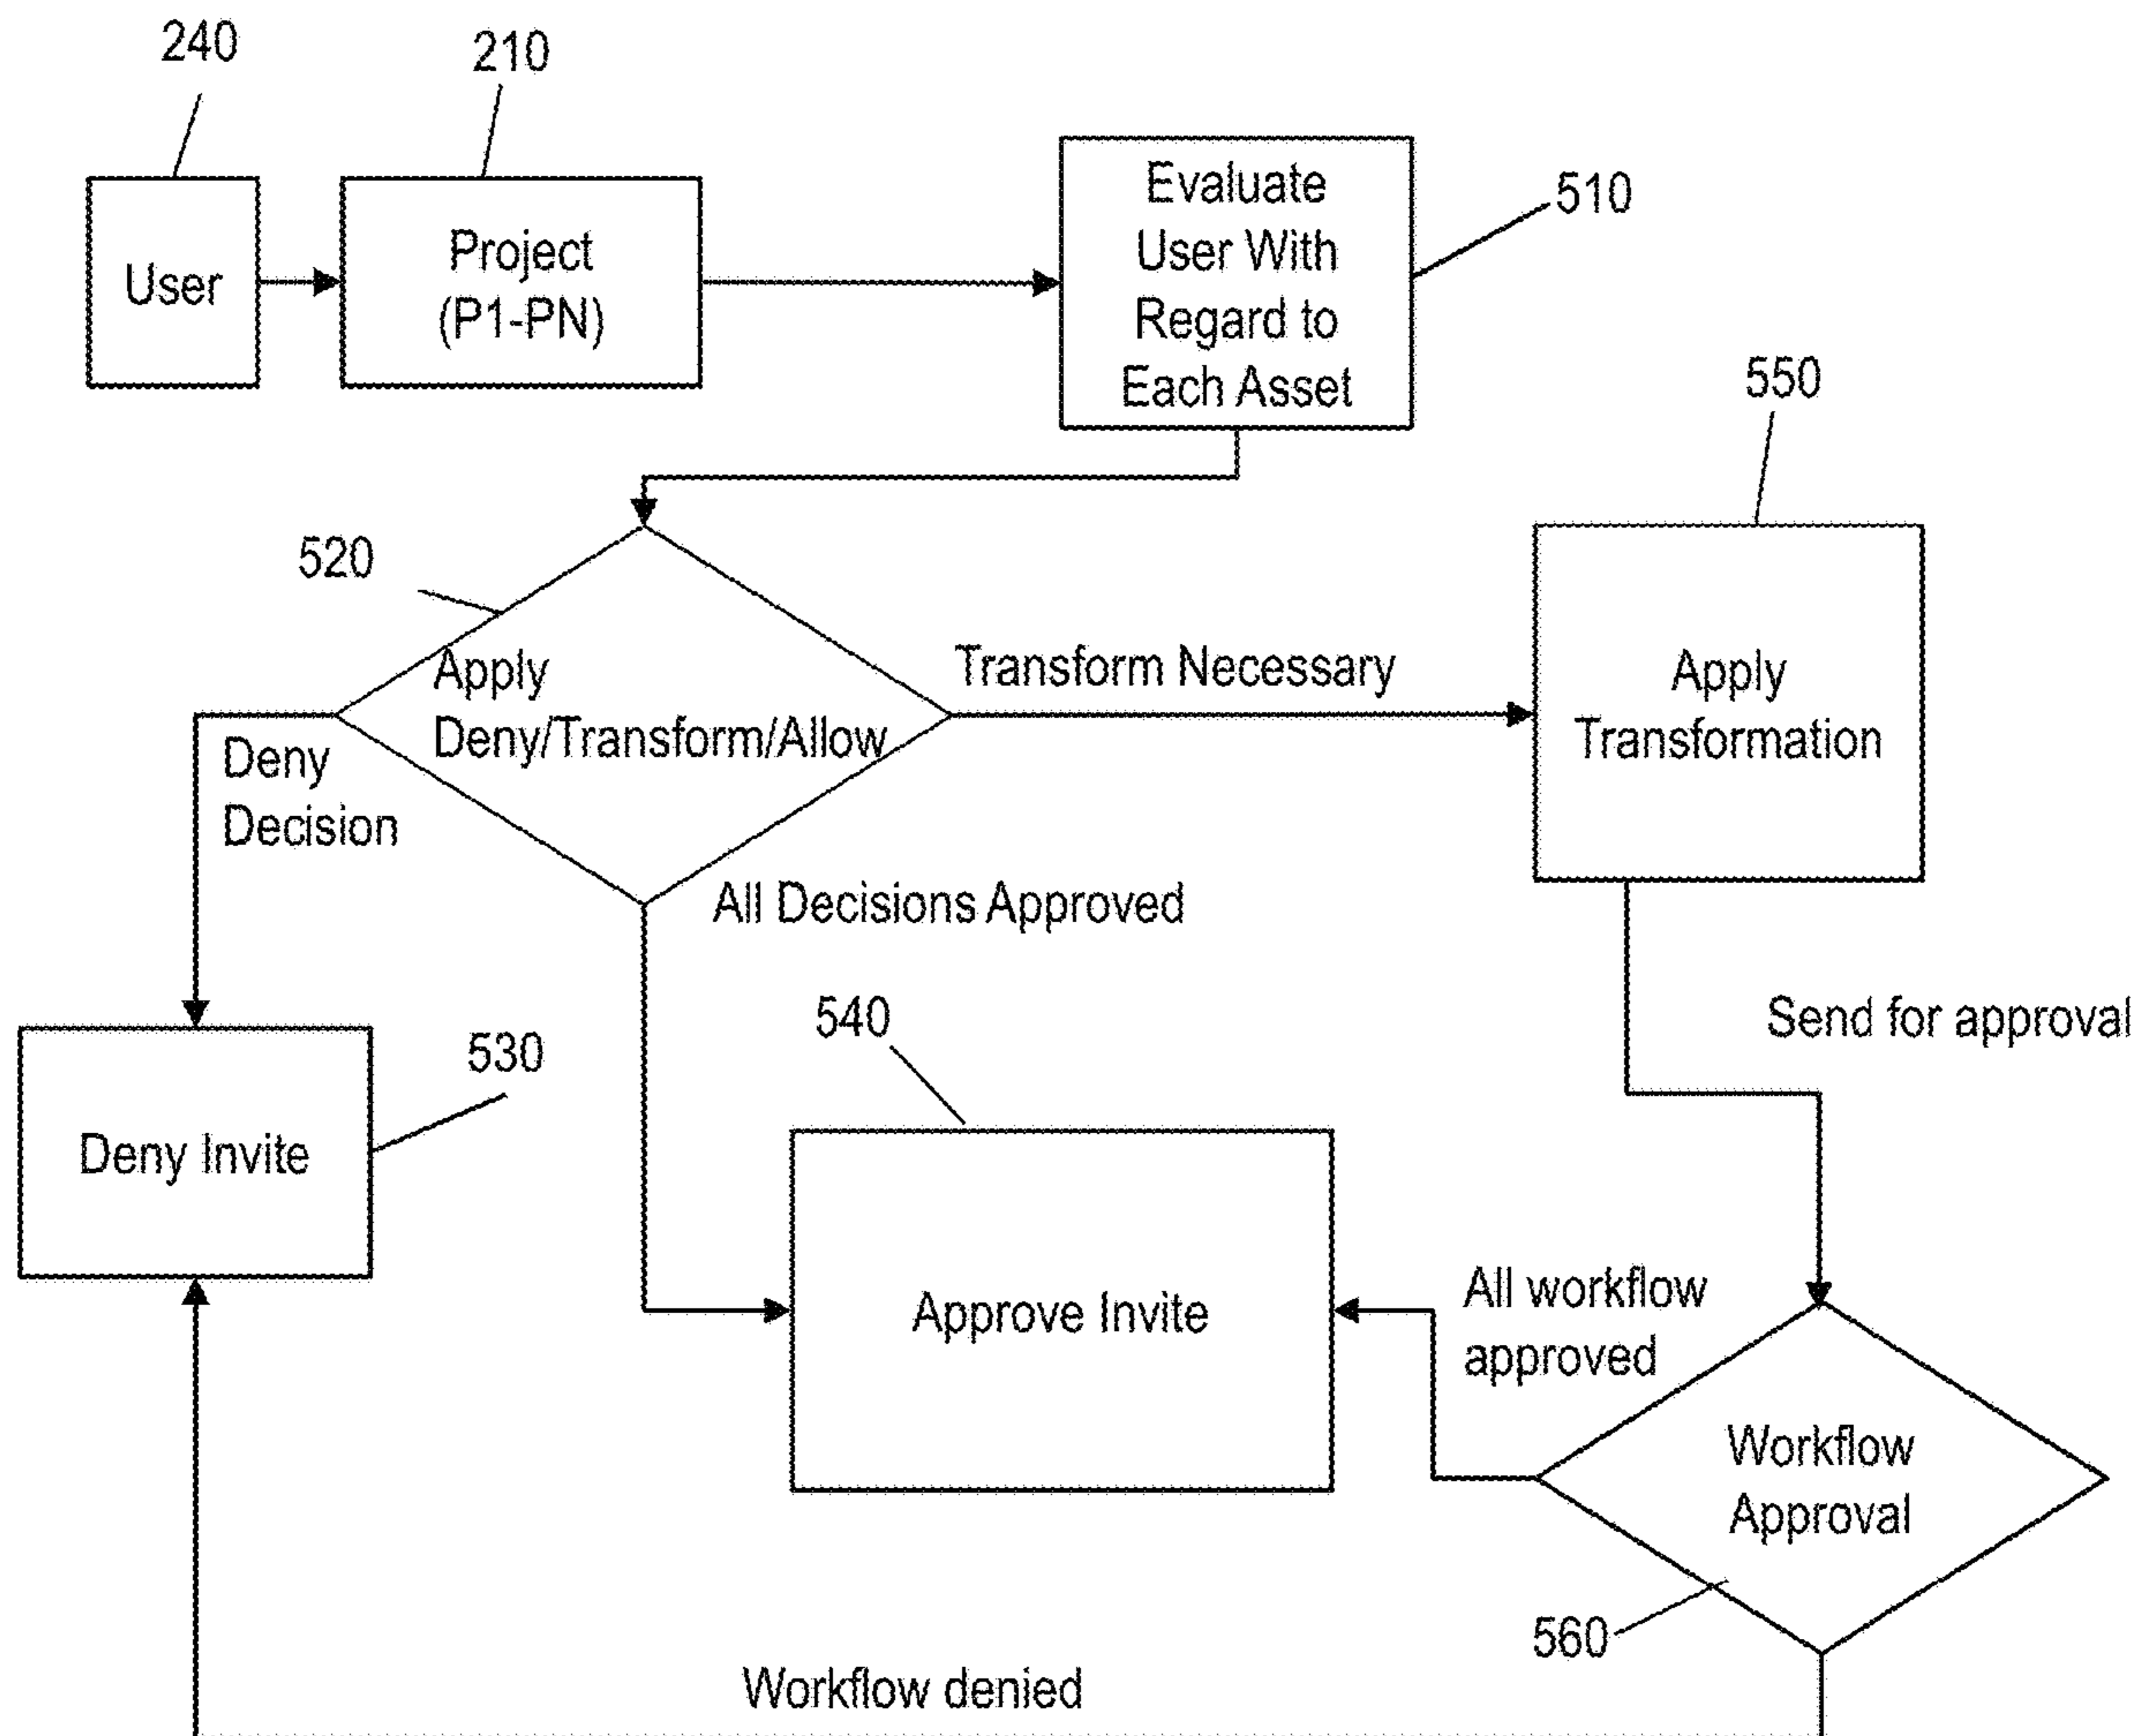 240
210
User
Project
(P1-PN)
Evaluate
User With
Regard to
Each Asset
510
520
Apply
Deny/Transform/Allow
Transform Necessary
550
Apply
Transformation
Deny
Decision
All Decisions Approved
Send for approval
530
Deny Invite
540
Approve Invite
All workflow
approved
Workflow
Approval
560
Workflow denied